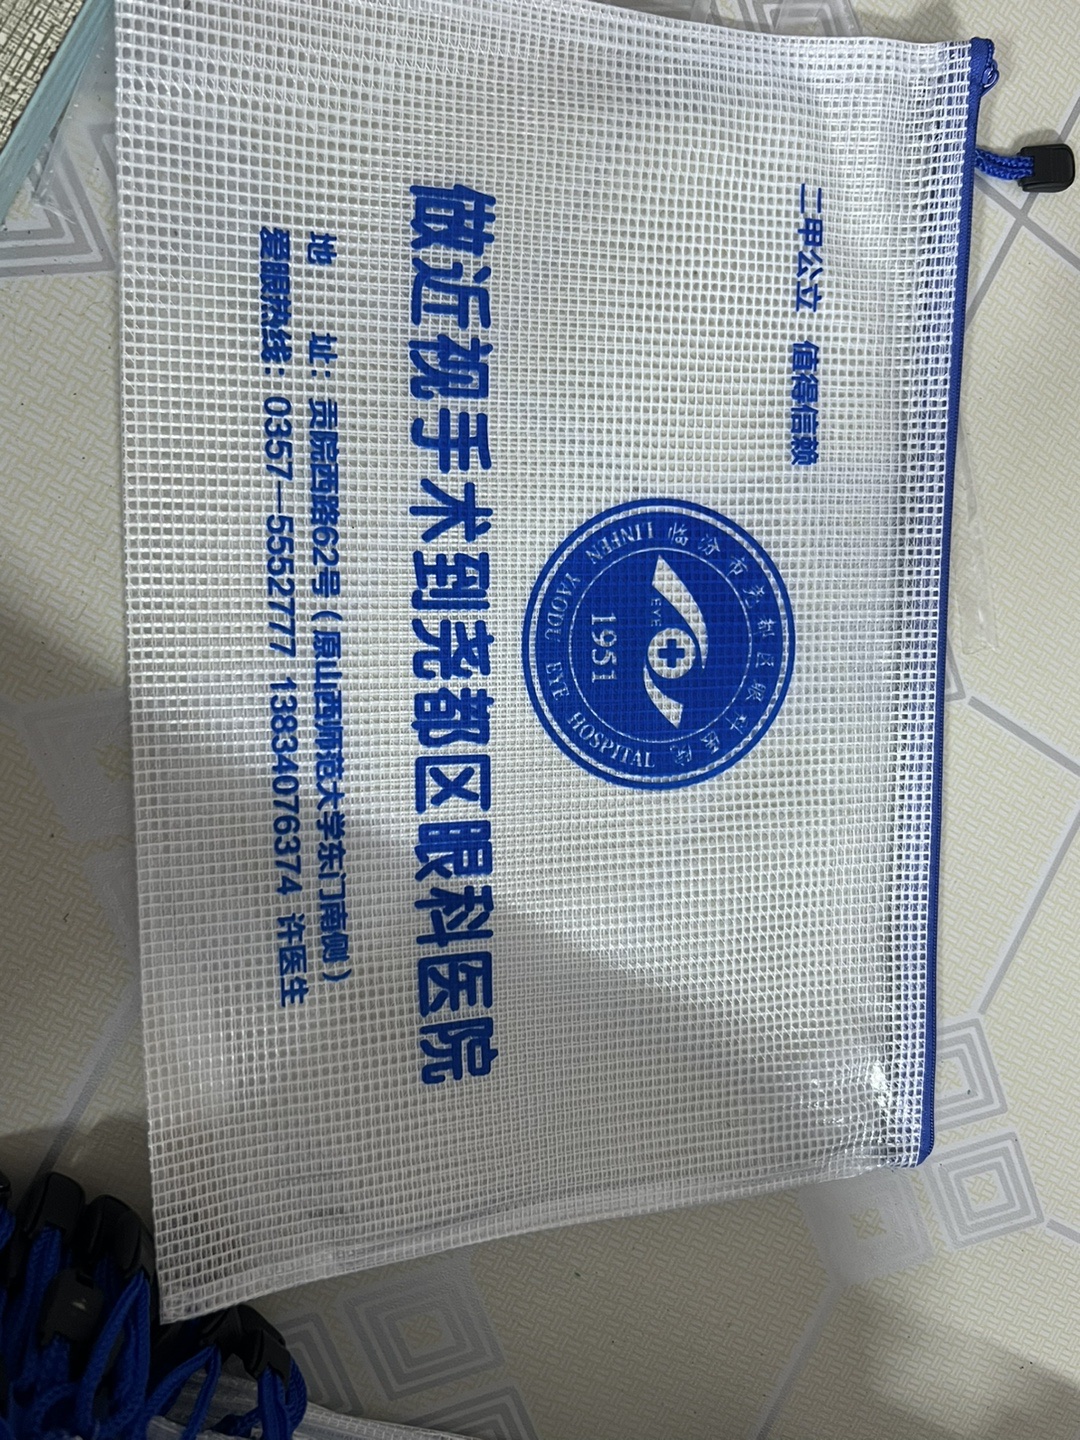 二甲公立 值得信赖
临汾市尧都区眼科医院
EYE
1951
LINFEN YAODU EYE HOSPITAL
做近视手术到尧都区眼科医院
地 址：贡院西路62号（原山西师范大学东门南侧）
爱眼热线：0357—5552777 13834076374 许医生